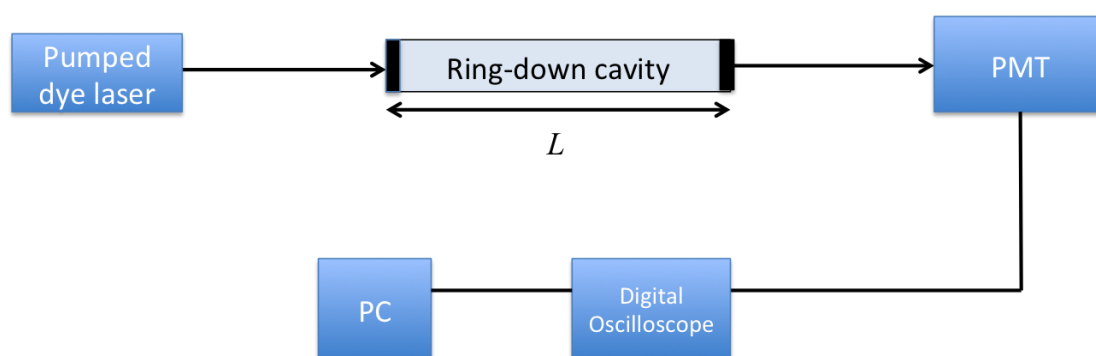 Pumped
dye laser
Ring-down cavity
PMT
L
PC
Digital
Oscilloscope